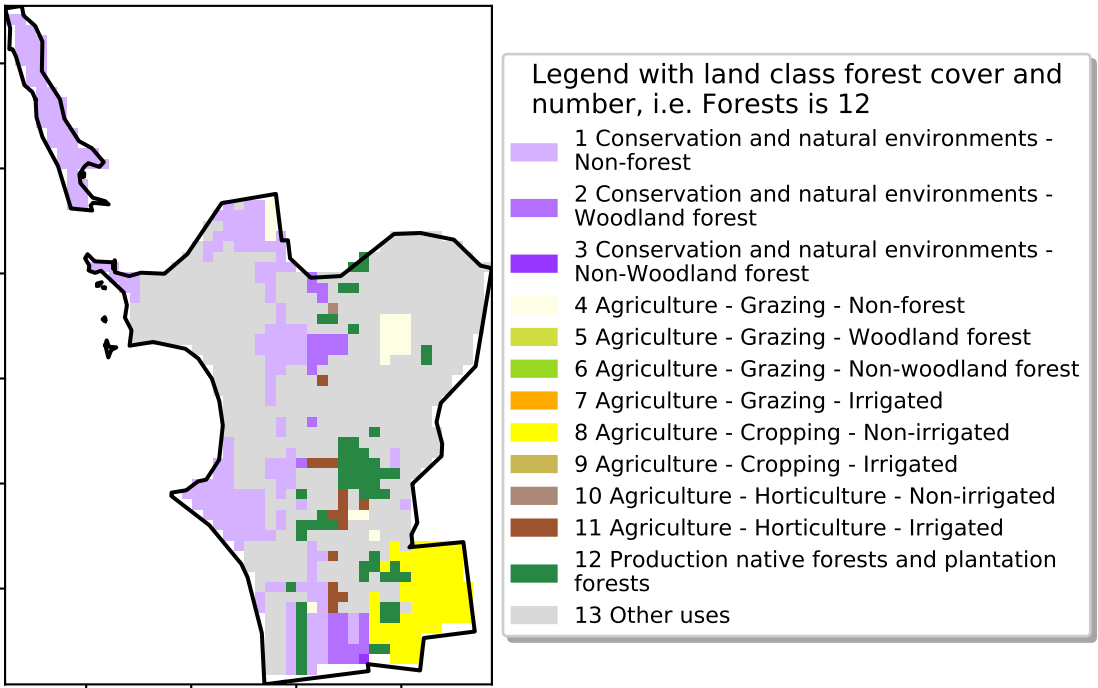 Legend with land class forest cover and
number, i.e. Forests is 12
1 Conservation and natural environments -
Non-forest
2 Conservation and natural environments -
Woodland forest
3 Conservation and natural environments -
Non-Woodland forest
4 Agriculture - Grazing - Non-forest
5 Agriculture - Grazing - Woodland forest
6 Agriculture - Grazing - Non-woodland forest
7 Agriculture - Grazing - Irrigated
8 Agriculture - Cropping - Non-irrigated
9 Agriculture - Cropping - Irrigated
10 Agriculture - Horticulture - Non-irrigated
11 Agriculture - Horticulture - Irrigated
12 Production native forests and plantation
forests
13 Other uses